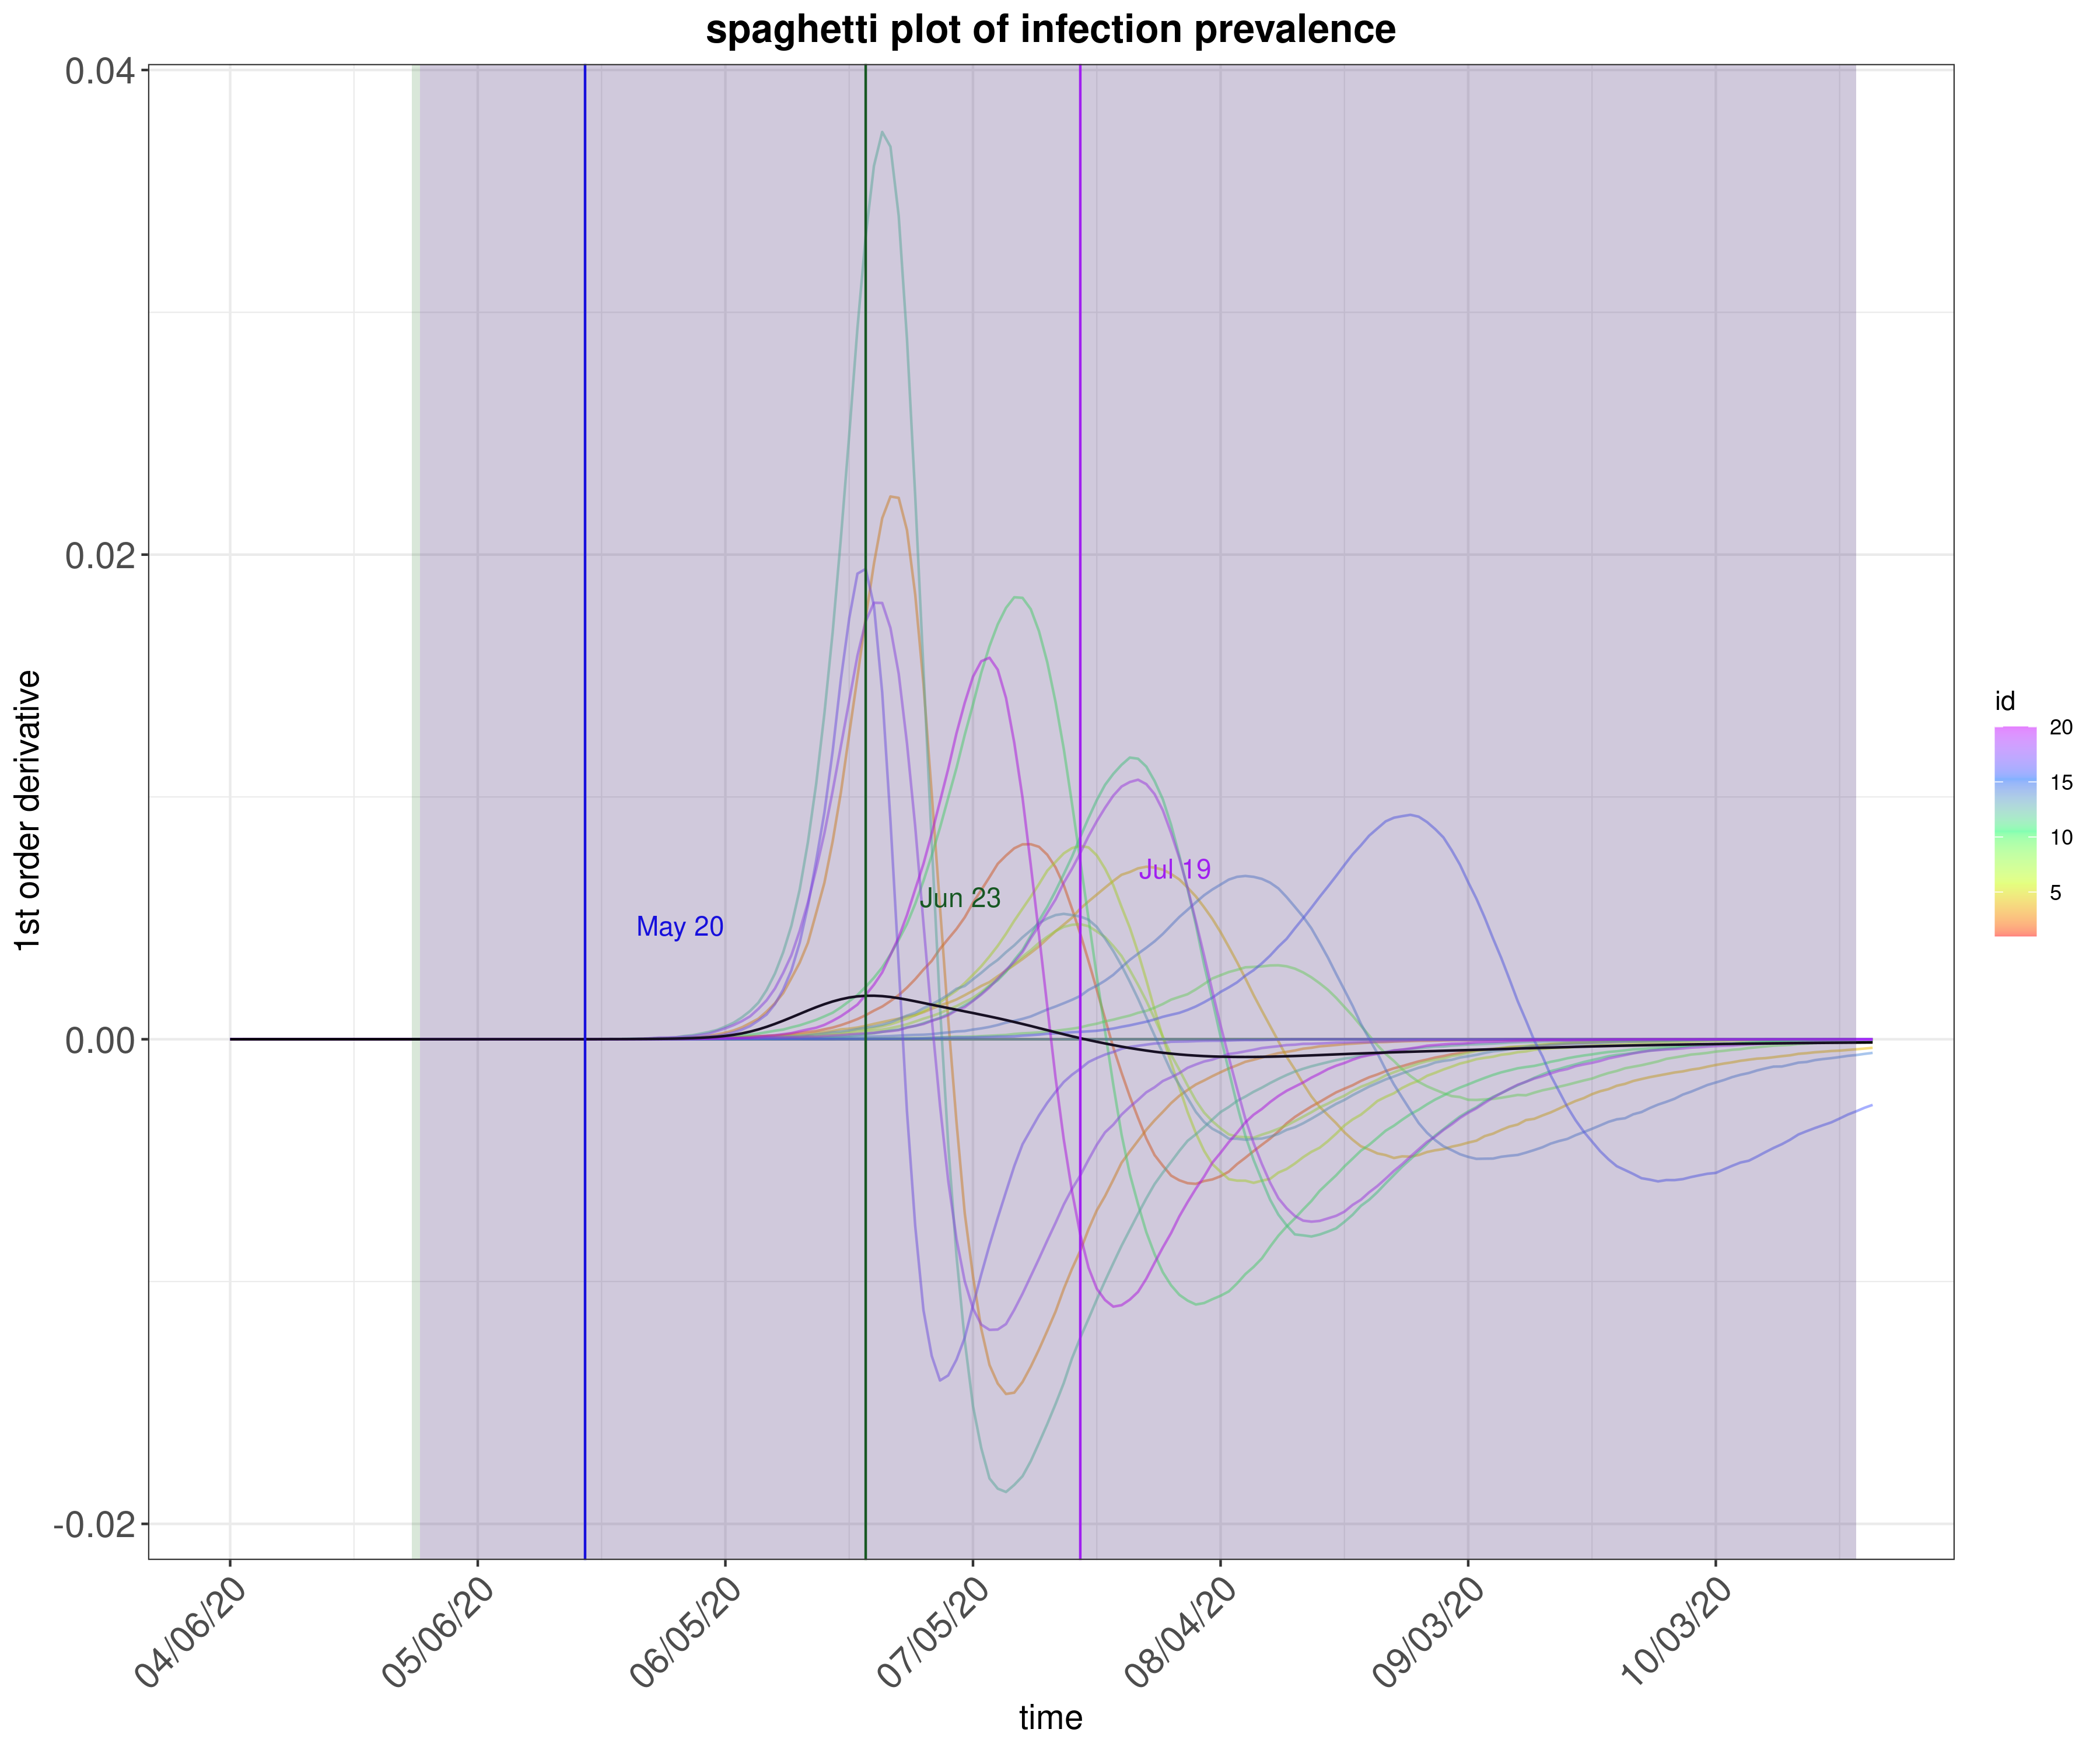 spaghetti plot of infection prevalence
0.04
0.02
0.00
-0.02
1st order derivative
May 20
Jun 23
Jul 19
04/06/20
05/06/20
06/05/20
07/05/20
08/04/20
09/03/20
10/03/20
time
id
20
15
10
5